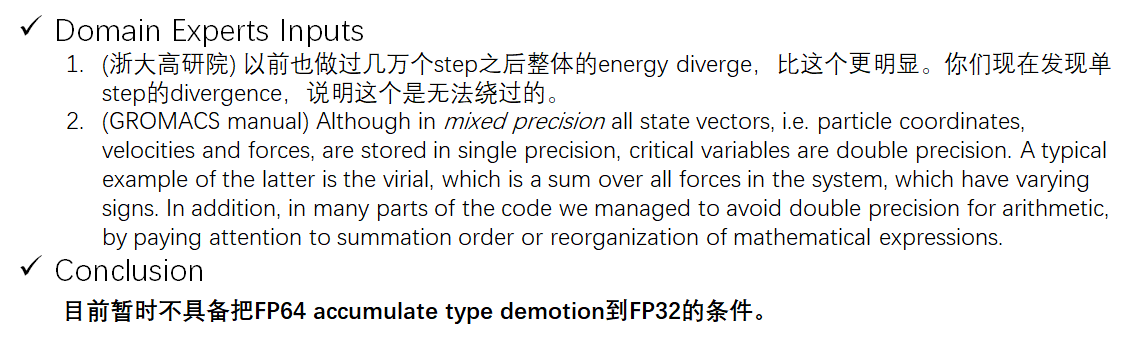 ✓ Domain Experts Inputs
1. (浙大高研院) 以前也做过几万个step之后整体的energy diverge，比这个更明显。你们现在发现单
step的divergence，说明这个是无法绕过的。
2. (GROMACS manual) Although in mixed precision all state vectors, i.e. particle coordinates,
velocities and forces, are stored in single precision, critical variables are double precision. A typical
example of the latter is the virial, which is a sum over all forces in the system, which have varying
signs. In addition, in many parts of the code we managed to avoid double precision for arithmetic,
by paying attention to summation order or reorganization of mathematical expressions.
✓ Conclusion
目前暂时不具备把FP64 accumulate type demotion到FP32的条件。